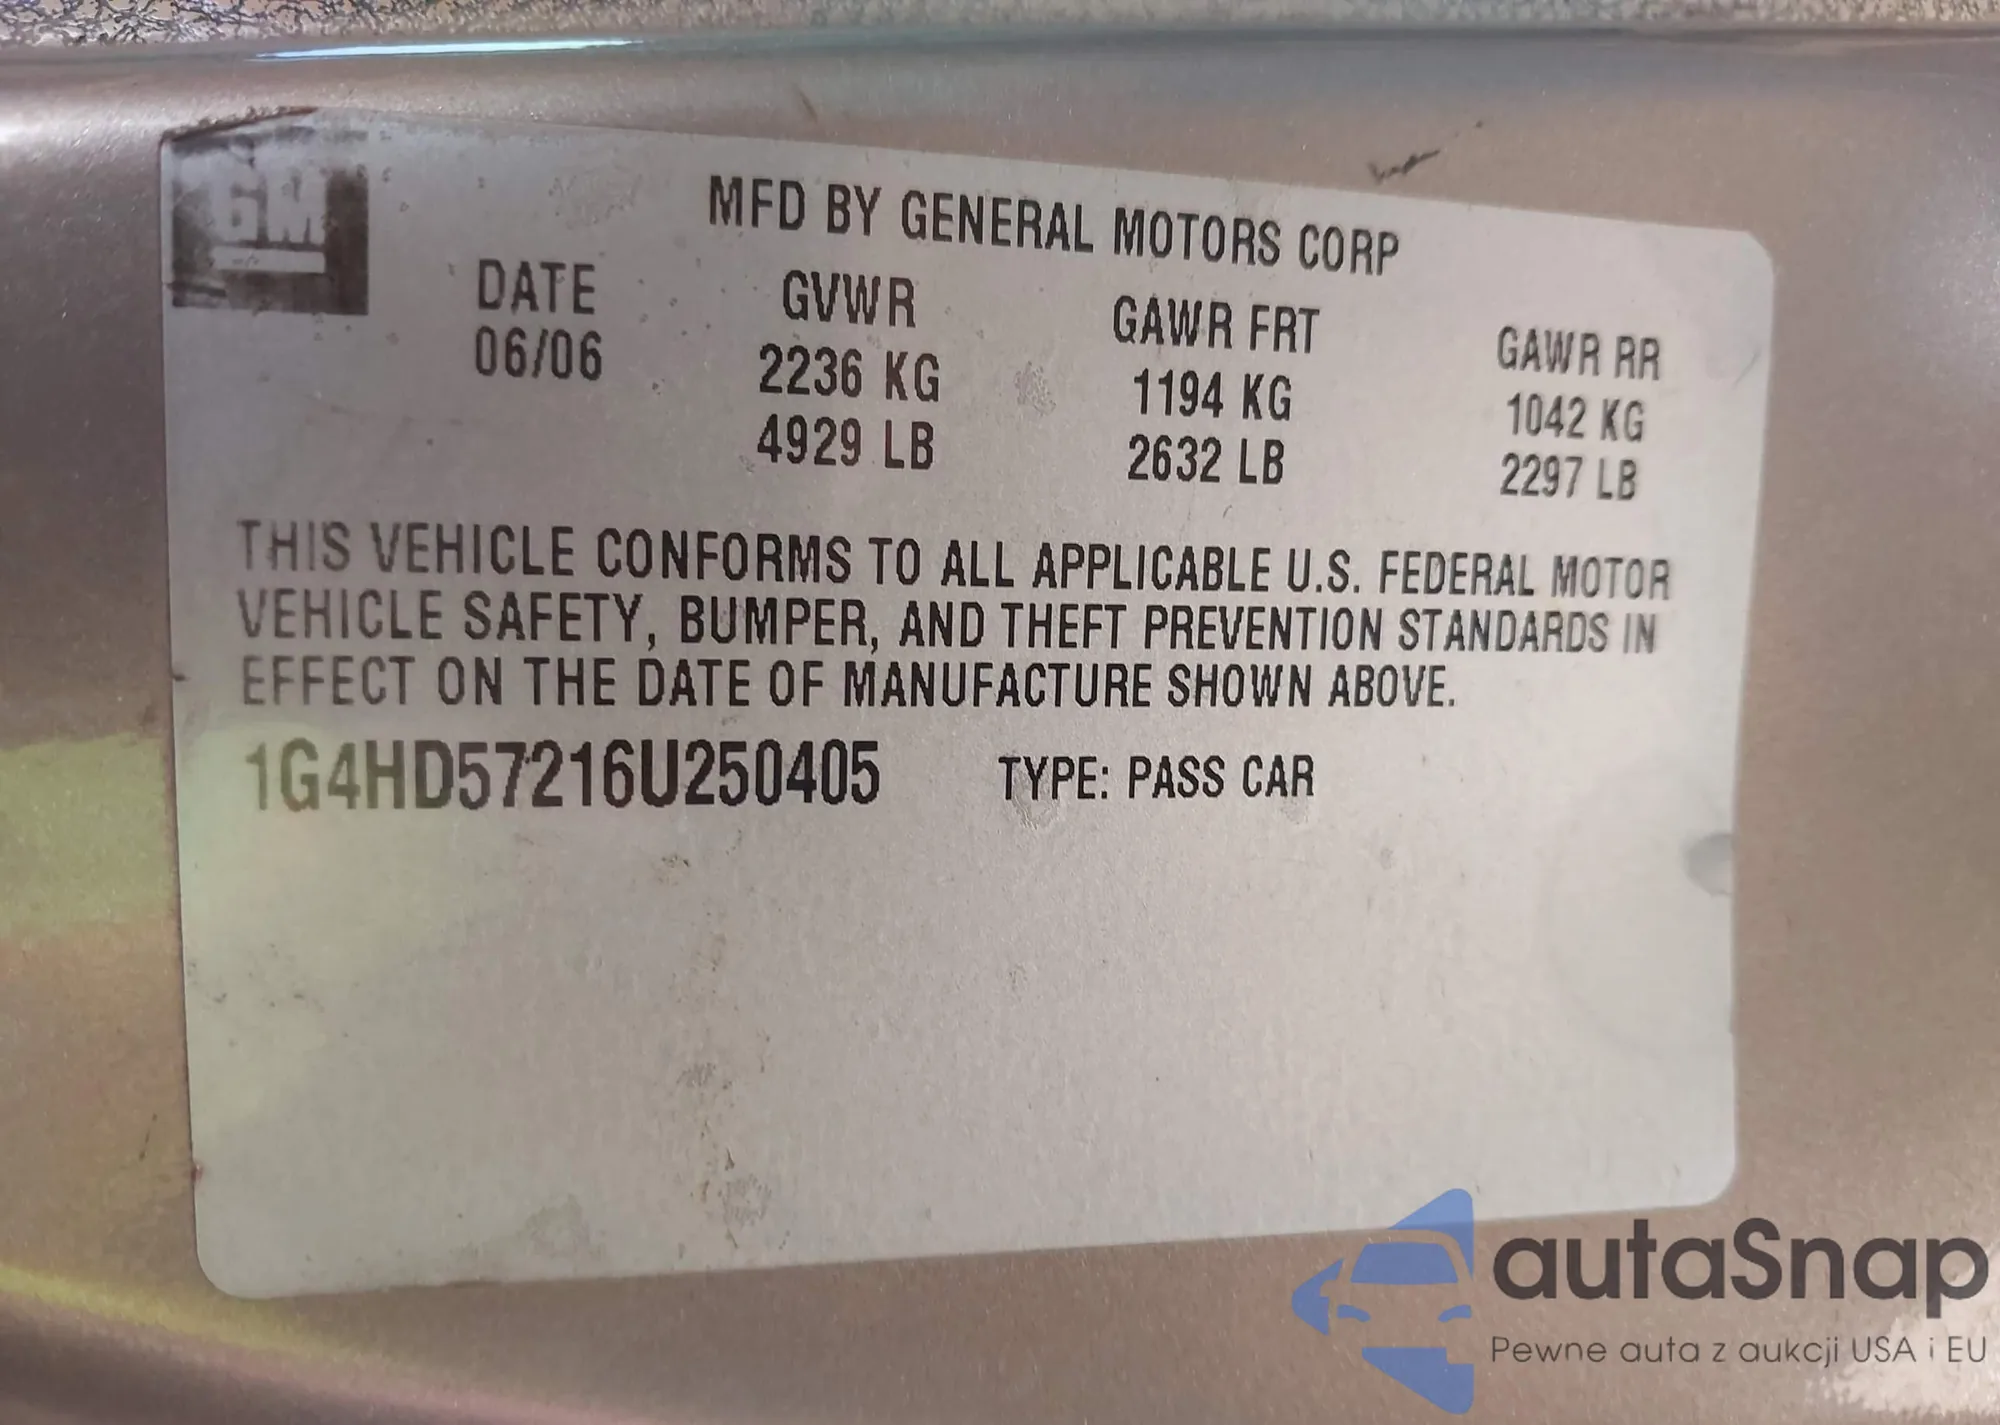 GM
MFD BY GENERAL MOTORS CORP
DATE GVWR GAWR FRT GAWR RR
06/06 2236 KG 1194 KG 1042 KG
4929 LB 2632 LB 2297 LB
THIS VEHICLE CONFORMS TO ALL APPLICABLE U.S. FEDERAL MOTOR
VEHICLE SAFETY, BUMPER, AND THEFT PREVENTION STANDARDS IN
EFFECT ON THE DATE OF MANUFACTURE SHOWN ABOVE.
1G4HD57216U250405 TYPE: PASS CAR
autaSnap
Pewne auta z aukcji USA i EU